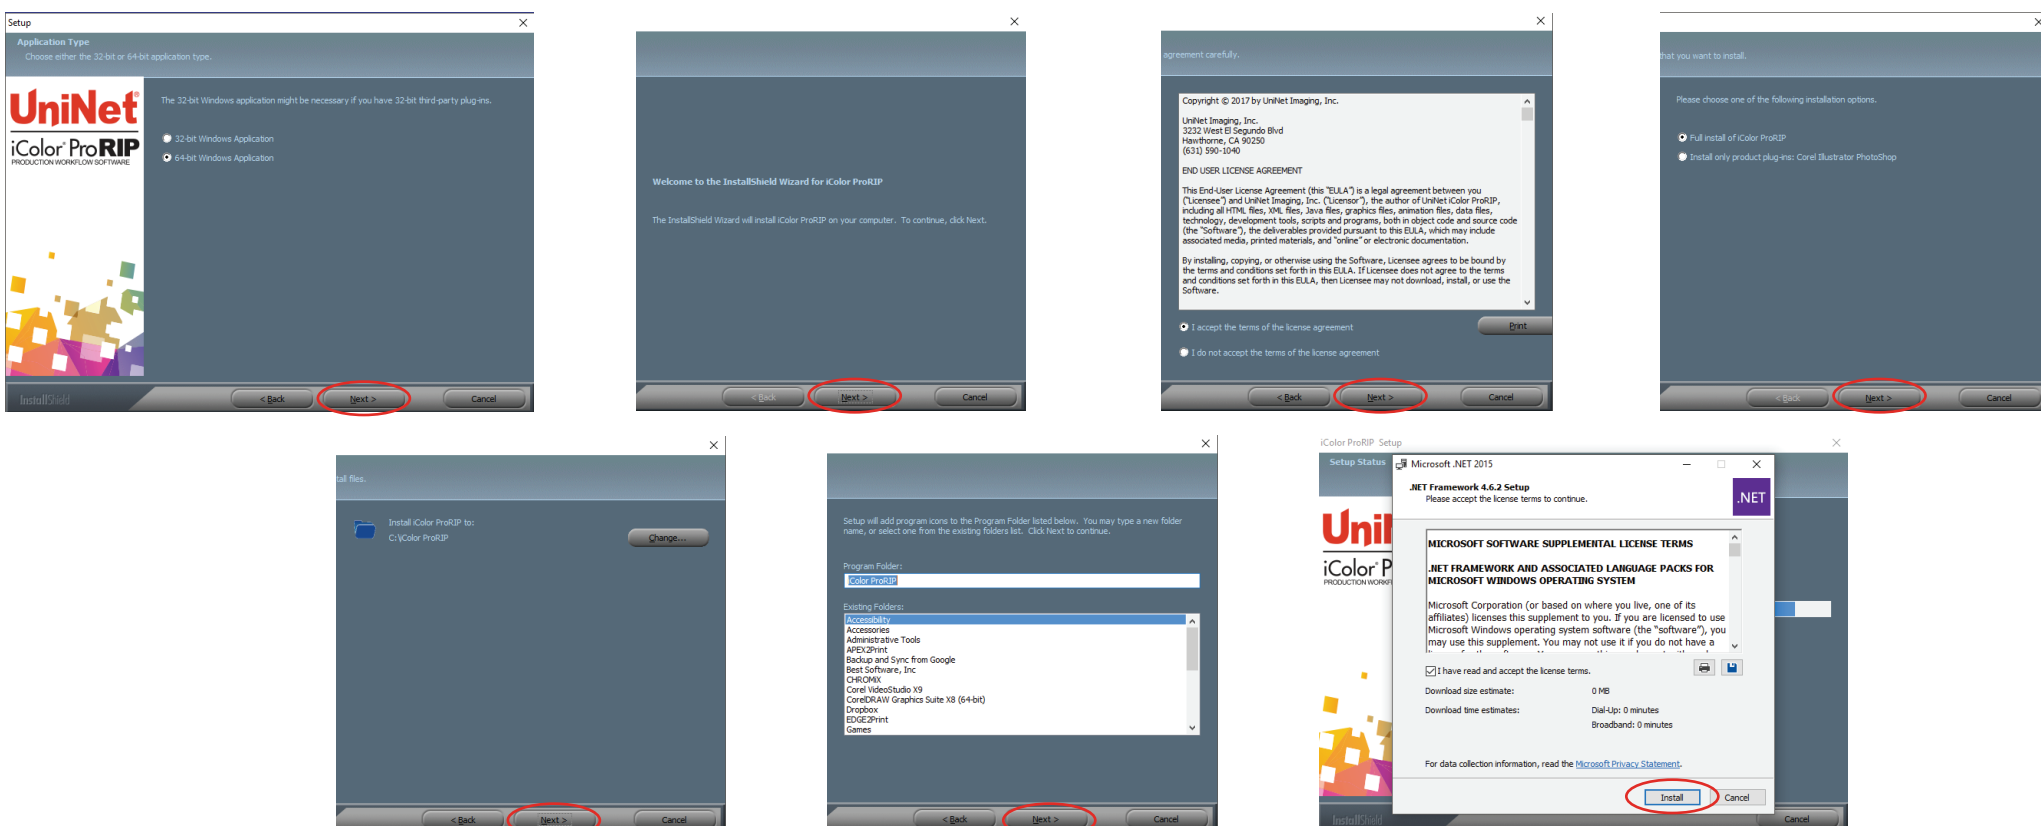 Setup
Application Type
Choose either the 32-bit or 64-bit application type.
UniNet
iColor ProRIP
PRODUCTION WORKFLOW SOFTWARE
The 32-bit Windows application might be necessary if you have 32-bit third-party plug-ins.
32-bit Windows Application
64-bit Windows Application
InstallShield
< Back
Next >
Cancel
Welcome to the InstallShield Wizard for iColor ProRIP
The InstallShield Wizard will install iColor ProRIP on your computer. To continue, click Next.
< Back
Next >
Cancel
agreement carefully.
Copyright © 2017 by UniNet Imaging, Inc.
UniNet Imaging, Inc.
3232 West El Segundo Blvd
Hawthorne, CA 90250
(631) 590-1040
END USER LICENSE AGREEMENT
This End-User License Agreement (this "EULA") is a legal agreement between you
("Licensee") and UniNet Imaging, Inc. ("Licensor"), the author of UniNet iColor ProRIP,
including all HTML files, XML files, Java files, graphics files, animation files, data files,
technology, development tools, scripts and programs, both in object code and source code
(the "Software"), the deliverables provided pursuant to this EULA, which may include
associated media, printed materials, and "online" or electronic documentation.
By installing, copying, or otherwise using the Software, Licensee agrees to be bound by
the terms and conditions set forth in this EULA. If Licensee does not agree to the terms
and conditions set forth in this EULA, then Licensee may not download, install, or use the
Software.
I accept the terms of the license agreement
Print
I do not accept the terms of the license agreement
< Back
Next >
Cancel
that you want to install.
Please choose one of the following installation options.
Full install of iColor ProRIP
Install only product plug-ins: Corel Illustrator PhotoShop
< Back
Next >
Cancel
tall files.
Install iColor ProRIP to:
C:\iColor ProRIP
Change...
< Back
Next >
Cancel
Setup will add program icons to the Program Folder listed below. You may type a new folder
name, or select one from the existing folders list. Click Next to continue.
Program Folder:
iColor ProRIP
Existing Folders:
Accessibility
Accessories
Administrative Tools
APEX2Print
Backup and Sync from Google
Best Software, Inc
CHROMiX
Corel VideoStudio X9
CorelDRAW Graphics Suite X8 (64-bit)
Dropbox
EDGE2Print
Games
< Back
Next >
Cancel
iColor ProRIP Setup
Setup Status
Microsoft .NET 2015
.NET Framework 4.6.2 Setup
Please accept the license terms to continue.
.NET
MICROSOFT SOFTWARE SUPPLEMENTAL LICENSE TERMS
.NET FRAMEWORK AND ASSOCIATED LANGUAGE PACKS FOR
MICROSOFT WINDOWS OPERATING SYSTEM
Microsoft Corporation (or based on where you live, one of its
affiliates) licenses this supplement to you. If you are licensed to use
Microsoft Windows operating system software (the "software"), you
may use this supplement. You may not use it if you do not have a
I have read and accept the license terms.
Download size estimate: 0 MB
Download time estimates: Dial-Up: 0 minutes
Broadband: 0 minutes
For data collection information, read the Microsoft Privacy Statement.
Install
Cancel
UniN
iColor P
PRODUCTION WORKF
InstallShield
Cancel